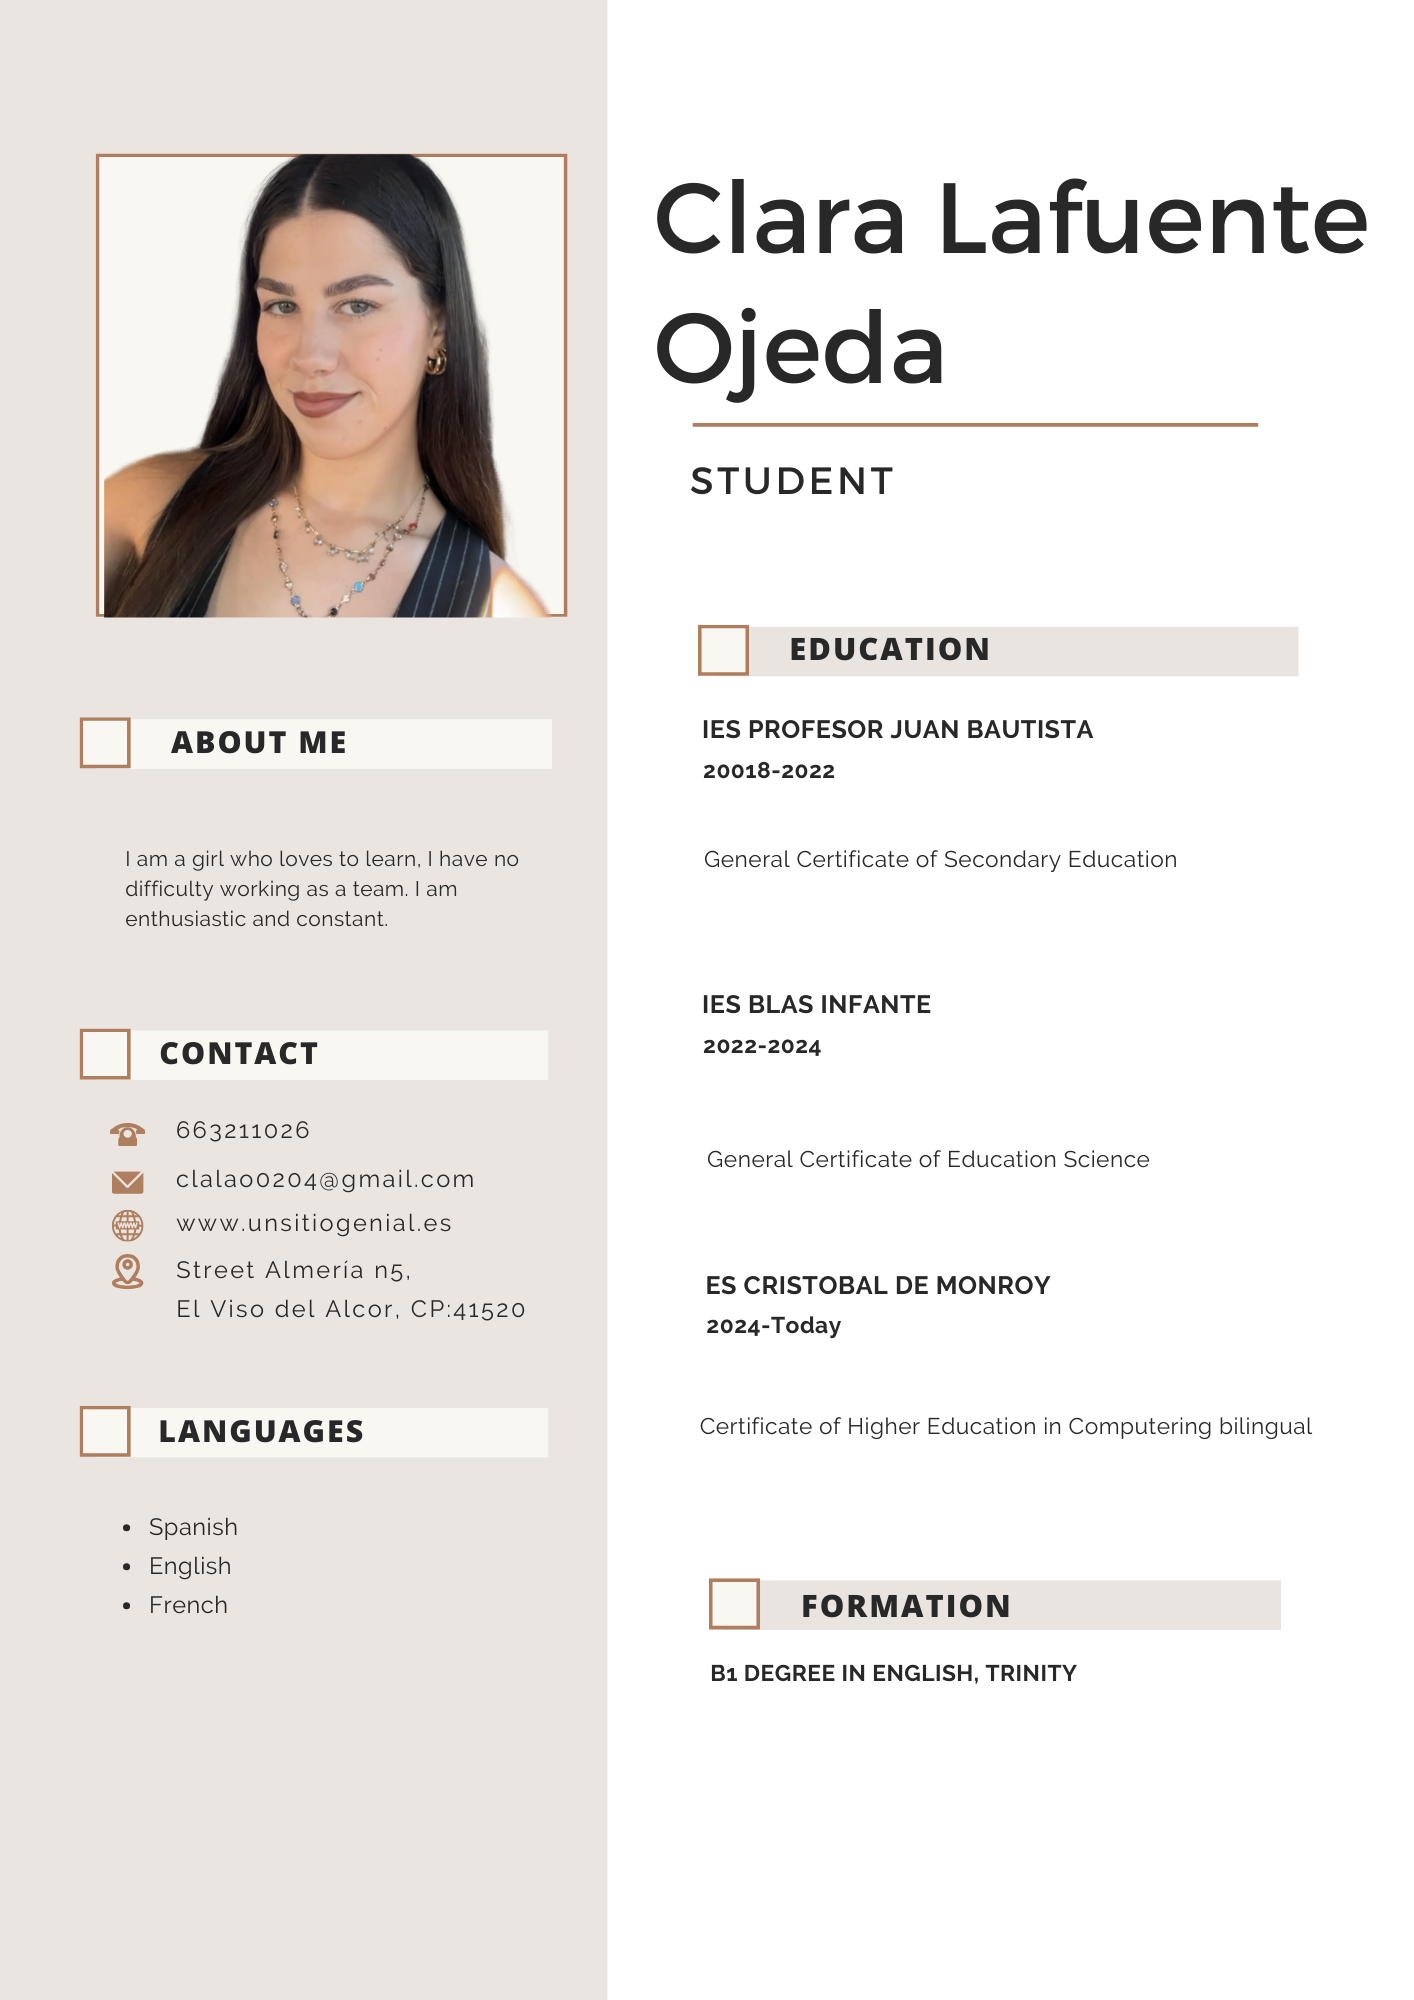 Clara Lafuente
Ojeda
STUDENT
ABOUT ME
I am a girl who loves to learn, I have no
difficulty working as a team. I am
enthusiastic and constant.
CONTACT
663211026
clalao0204@gmail.com
www.unsitiogenial.es
Street Almería n5,
El Viso del Alcor, CP:41520
LANGUAGES
• Spanish
• English
• French
EDUCATION
IES PROFESOR JUAN BAUTISTA
20018-2022
General Certificate of Secondary Education
IES BLAS INFANTE
2022-2024
General Certificate of Education Science
ES CRISTOBAL DE MONROY
2024-Today
Certificate of Higher Education in Computering bilingual
FORMATION
B1 DEGREE IN ENGLISH, TRINITY